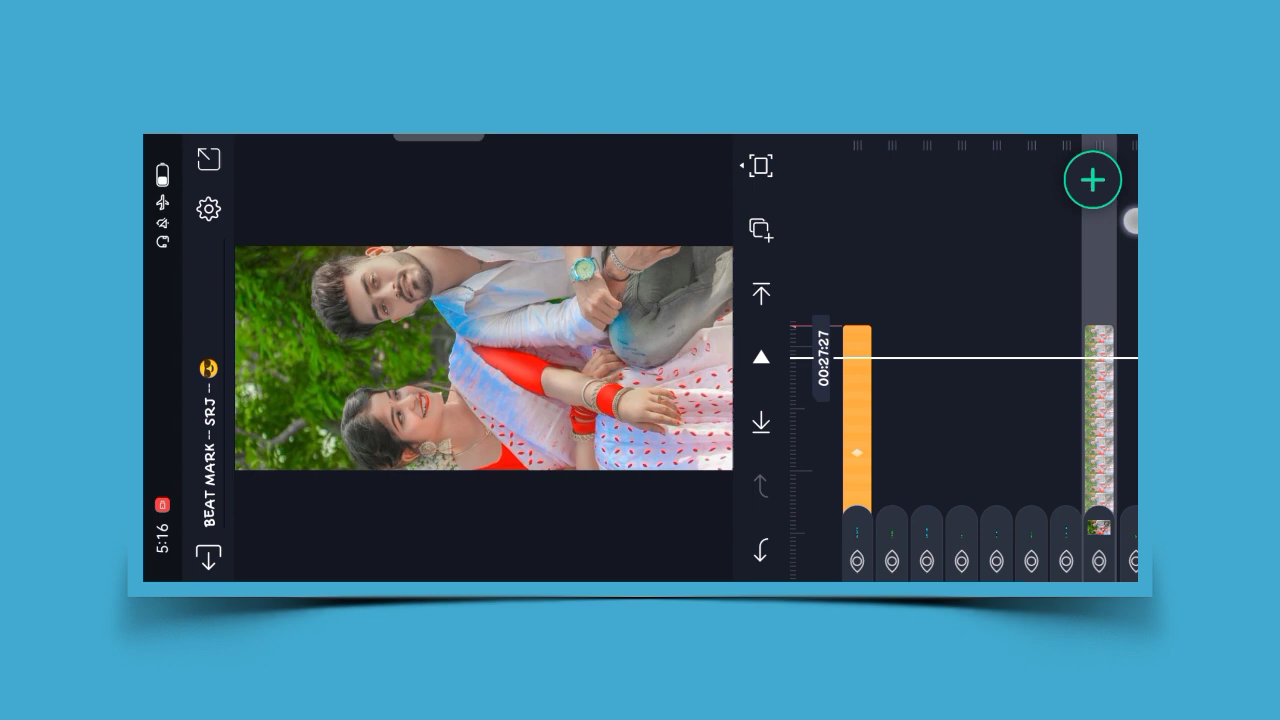 5:16
BEAT MARK -- SRJ -- 😎
00:27:27